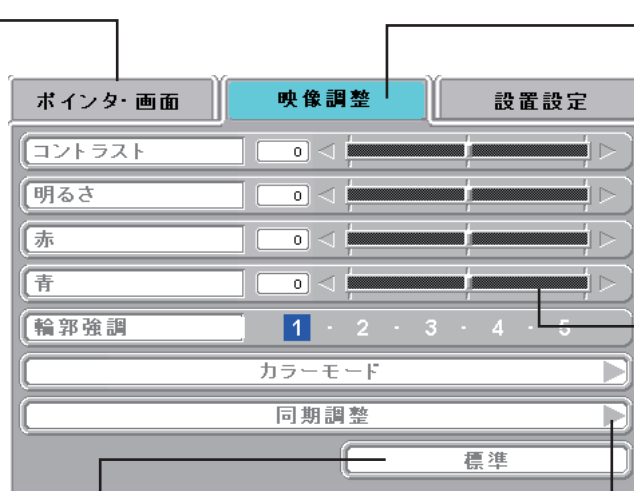 ポインタ・画面 映像調整 設置設定
コントラスト 0
明るさ 0
赤 0
青 0
輪郭強調 1 · 2 · 3 · 4 · 5
カラーモード
同期調整
標準